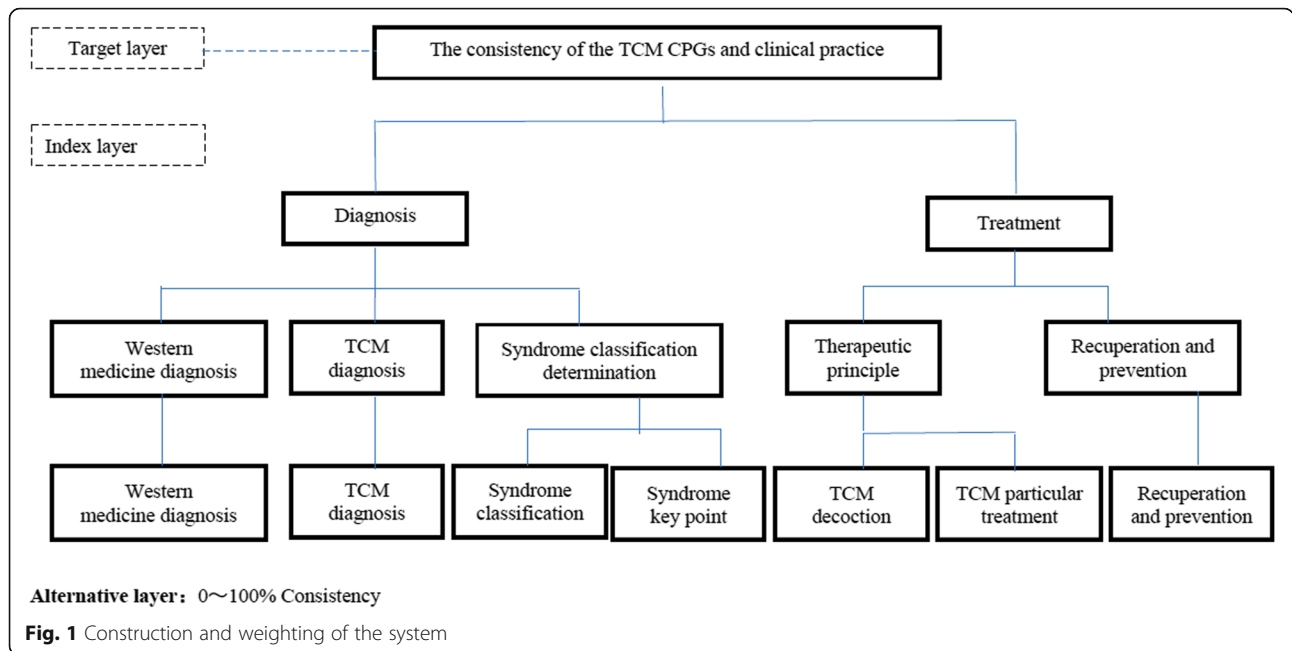 Target layer
The consistency of the TCM CPGs and clinical practice
Index layer
Diagnosis
Treatment
Western
medicine diagnosis
TCM
diagnosis
Syndrome classification
determination
Therapeutic
principle
Recuperation and
prevention
Western
medicine diagnosis
TCM
diagnosis
Syndrome
classification
Syndrome
key point
TCM
decoction
TCM particular
treatment
Recuperation
and prevention
Alternative layer：0～100% Consistency
Fig. 1 Construction and weighting of the system